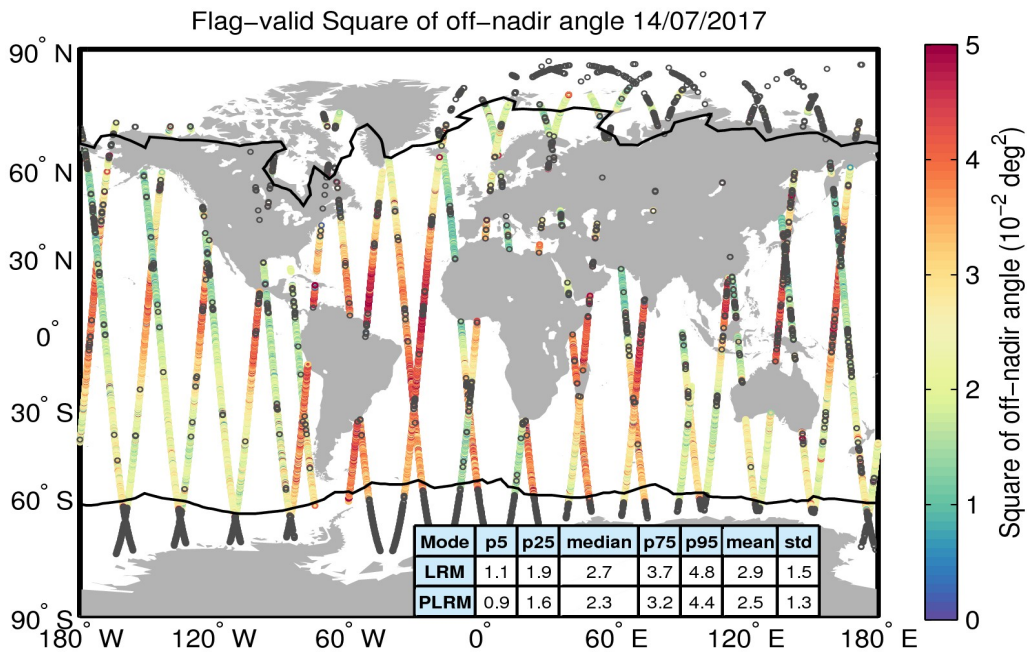 Flag−valid Square of off−nadir angle 14/07/2017
90° N
60° N
30° N
0°
30° S
60° S
90° S
180° W
120° W
60° W
0°
60° E
120° E
180° E
Mode p5 p25 median p75 p95 mean std
LRM 1.1 1.9 2.7 3.7 4.8 2.9 1.5
PLRM 0.9 1.6 2.3 3.2 4.4 2.5 1.3
5
4
3
2
1
0
Square of off−nadir angle (10⁻² deg²)